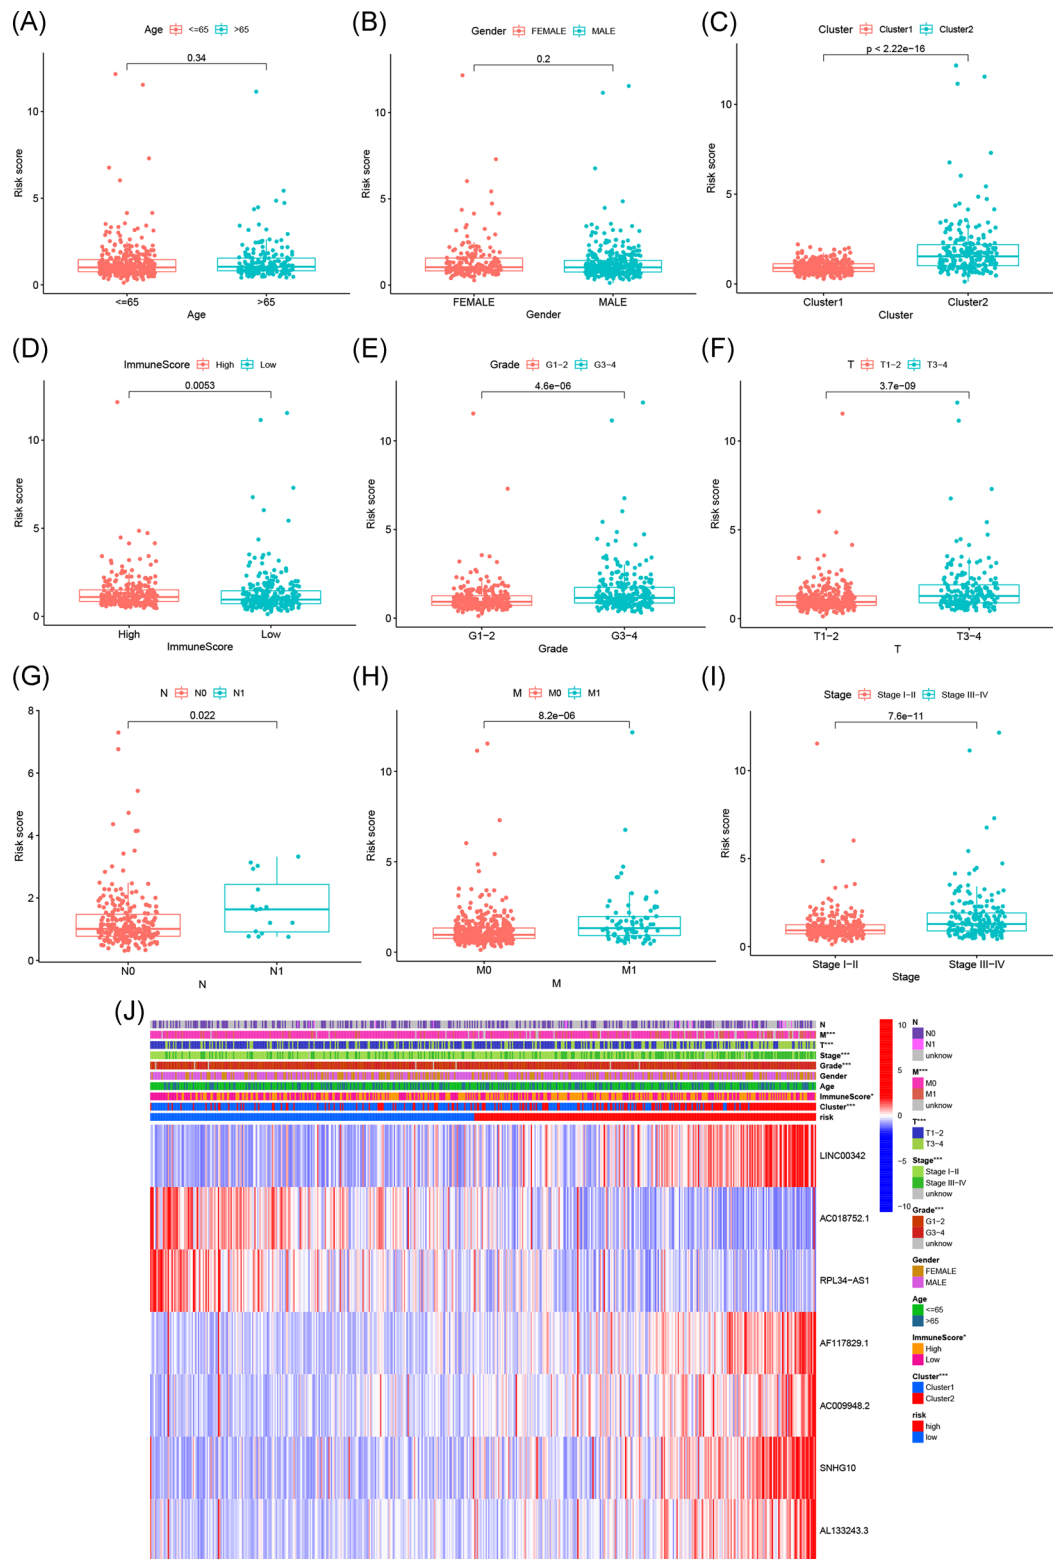 (A)
Age <=65 >65
0.34
Risk score
10
5
0
<=65 >65
Age
(B)
Gender FEMALE MALE
0.2
Risk score
10
5
0
FEMALE MALE
Gender
(C)
Cluster Cluster1 Cluster2
p < 2.22e-16
Risk score
10
5
0
Cluster1 Cluster2
Cluster
(D)
ImmuneScore High Low
0.0053
Risk score
10
5
0
High Low
ImmuneScore
(E)
Grade G1-2 G3-4
4.6e-06
Risk score
10
5
0
G1-2 G3-4
Grade
(F)
T T1-2 T3-4
3.7e-09
Risk score
10
5
0
T1-2 T3-4
T
(G)
N N0 N1
0.022
Risk score
8
6
4
2
0
N0 N1
N
(H)
M M0 M1
8.2e-06
Risk score
10
5
0
M0 M1
M
(I)
Stage Stage I-II Stage III-IV
7.6e-11
Risk score
10
5
0
Stage I-II Stage III-IV
Stage
(J)
N
M***
T***
Stage***
Grade***
Gender
Age
ImmuneScore*
Cluster***
risk
LINC00342
AC018752.1
RPL34-AS1
AF117829.1
AC009948.2
SNHG10
AL133243.3
10
5
0
-5
-10
N
N0
N1
unknow
M***
M0
M1
unknow
T***
T1-2
T3-4
Stage***
Stage I-II
Stage III-IV
unknow
Grade***
G1-2
G3-4
unknow
Gender
FEMALE
MALE
Age
<=65
>65
ImmuneScore*
High
Low
Cluster***
Cluster1
Cluster2
risk
high
low